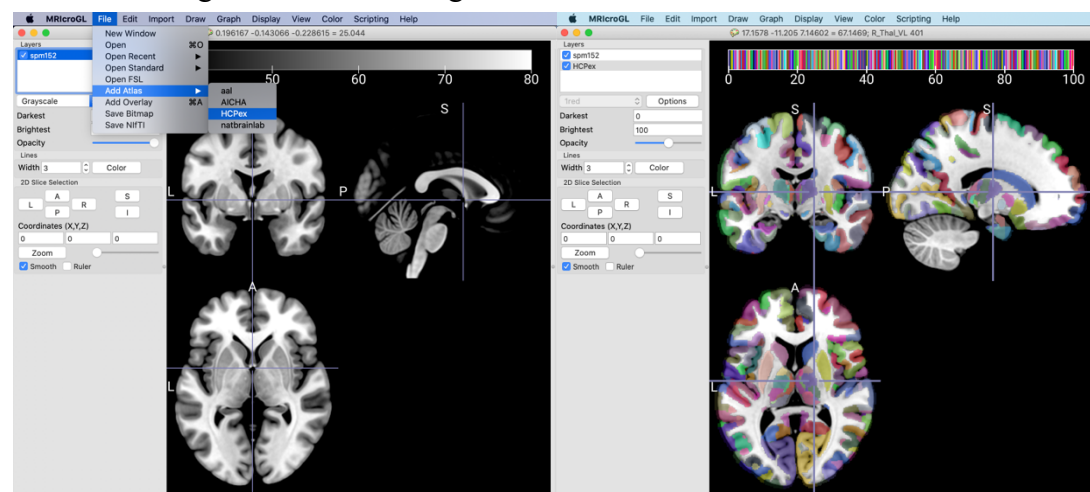 MRIcroGL File Edit Import Draw Graph Display View Color Scripting Help
0.196167 -0.143066 -0.228615 = 25.044
Layers
spm152
Grayscale
Darkest
Brightest
Opacity
Lines
Width 3 Color
2D Slice Selection
A S
L R
P I
Coordinates (X,Y,Z)
0 0 0
Zoom
Smooth Ruler
New Window
Open ⌘O
Open Recent
Open Standard
Open FSL
Add Atlas
Add Overlay ⌘A
Save Bitmap
Save NIfTI
aal
AICHA
HCPex
natbrainlab
50 60 70 80
S
L P
A
L
MRIcroGL File Edit Import Draw Graph Display View Color Scripting Help
17.1578 -11.205 7.14602 = 67.1469; R_Thal_VL 401
Layers
spm152
HCPex
1red Options
Darkest 0
Brightest 100
Opacity
Lines
Width 3 Color
2D Slice Selection
A S
L R
P I
Coordinates (X,Y,Z)
0 0 0
Zoom
Smooth Ruler
0 20 40 60 80 100
S S
L P
A
L